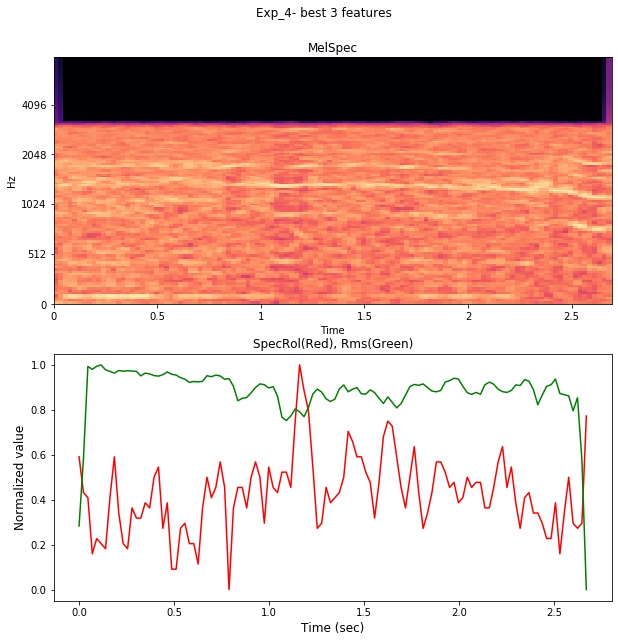 Exp_4- best 3 features
MelSpec
4096
2048
1024
512
0
Hz
0 0.5 1 1.5 2 2.5
Time
SpecRol(Red), Rms(Green)
1.0
0.8
0.6
0.4
0.2
0.0
Normalized value
0.0 0.5 1.0 1.5 2.0 2.5
Time (sec)